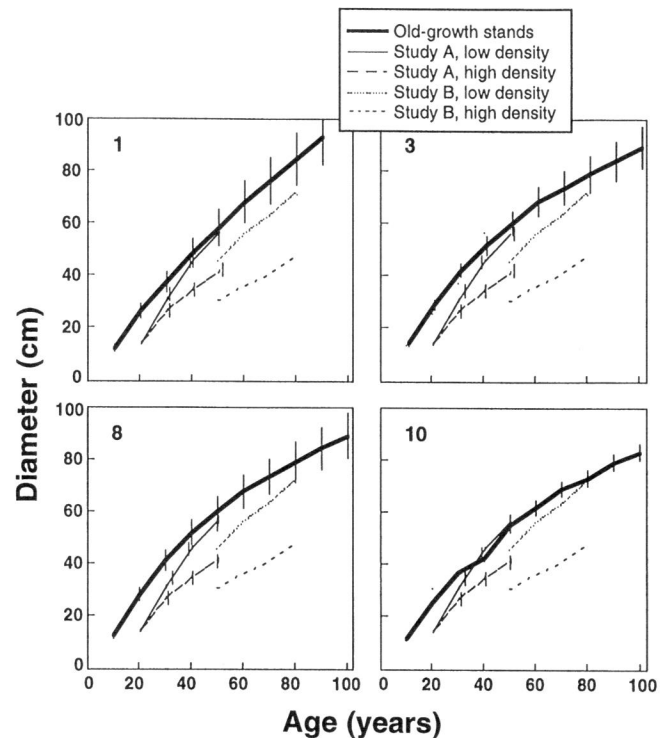 Old-growth stands
Study A, low density
Study A, high density
Study B, low density
Study B, high density
100
80
60
40
20
0
1
3
100
80
60
40
20
0
8
10
0 20 40 60 80 100
0 20 40 60 80 100
Diameter (cm)
Age (years)